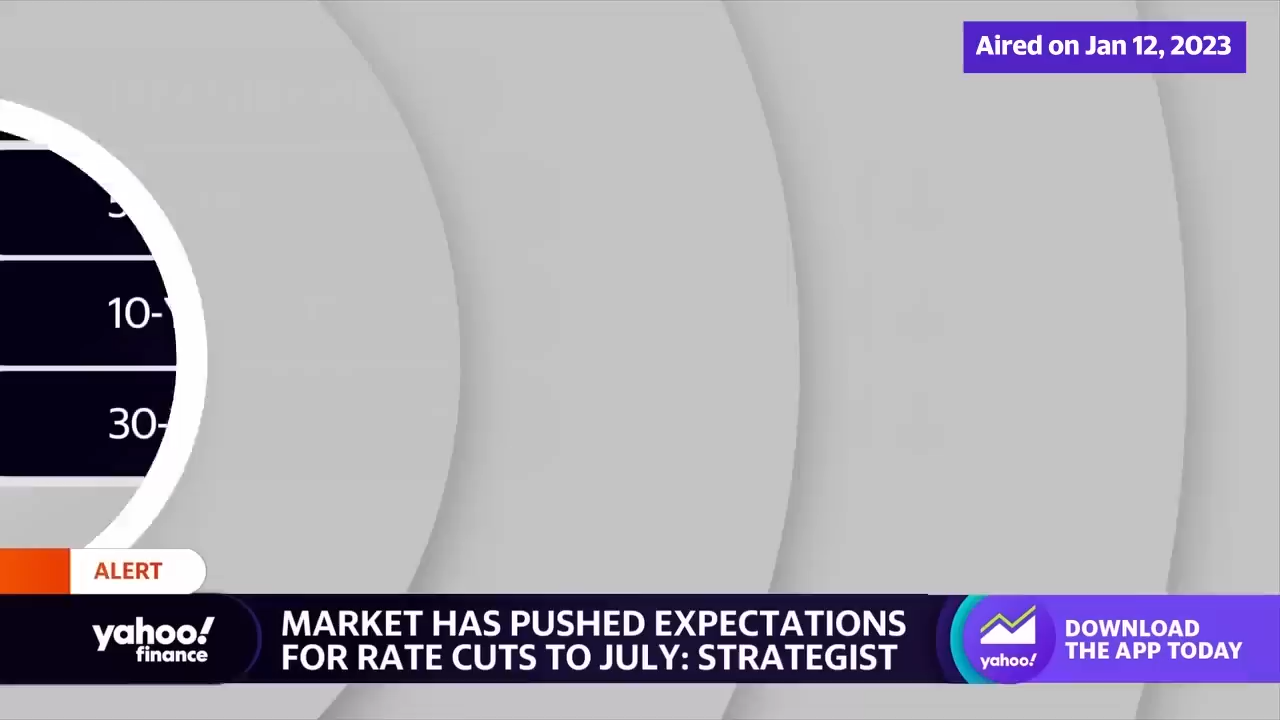 Aired on Jan 12, 2023
5
10-Y
30-
ALERT
yahoo!
finance
MARKET HAS PUSHED EXPECTATIONS
FOR RATE CUTS TO JULY: STRATEGIST
yahoo!
DOWNLOAD
THE APP TODAY